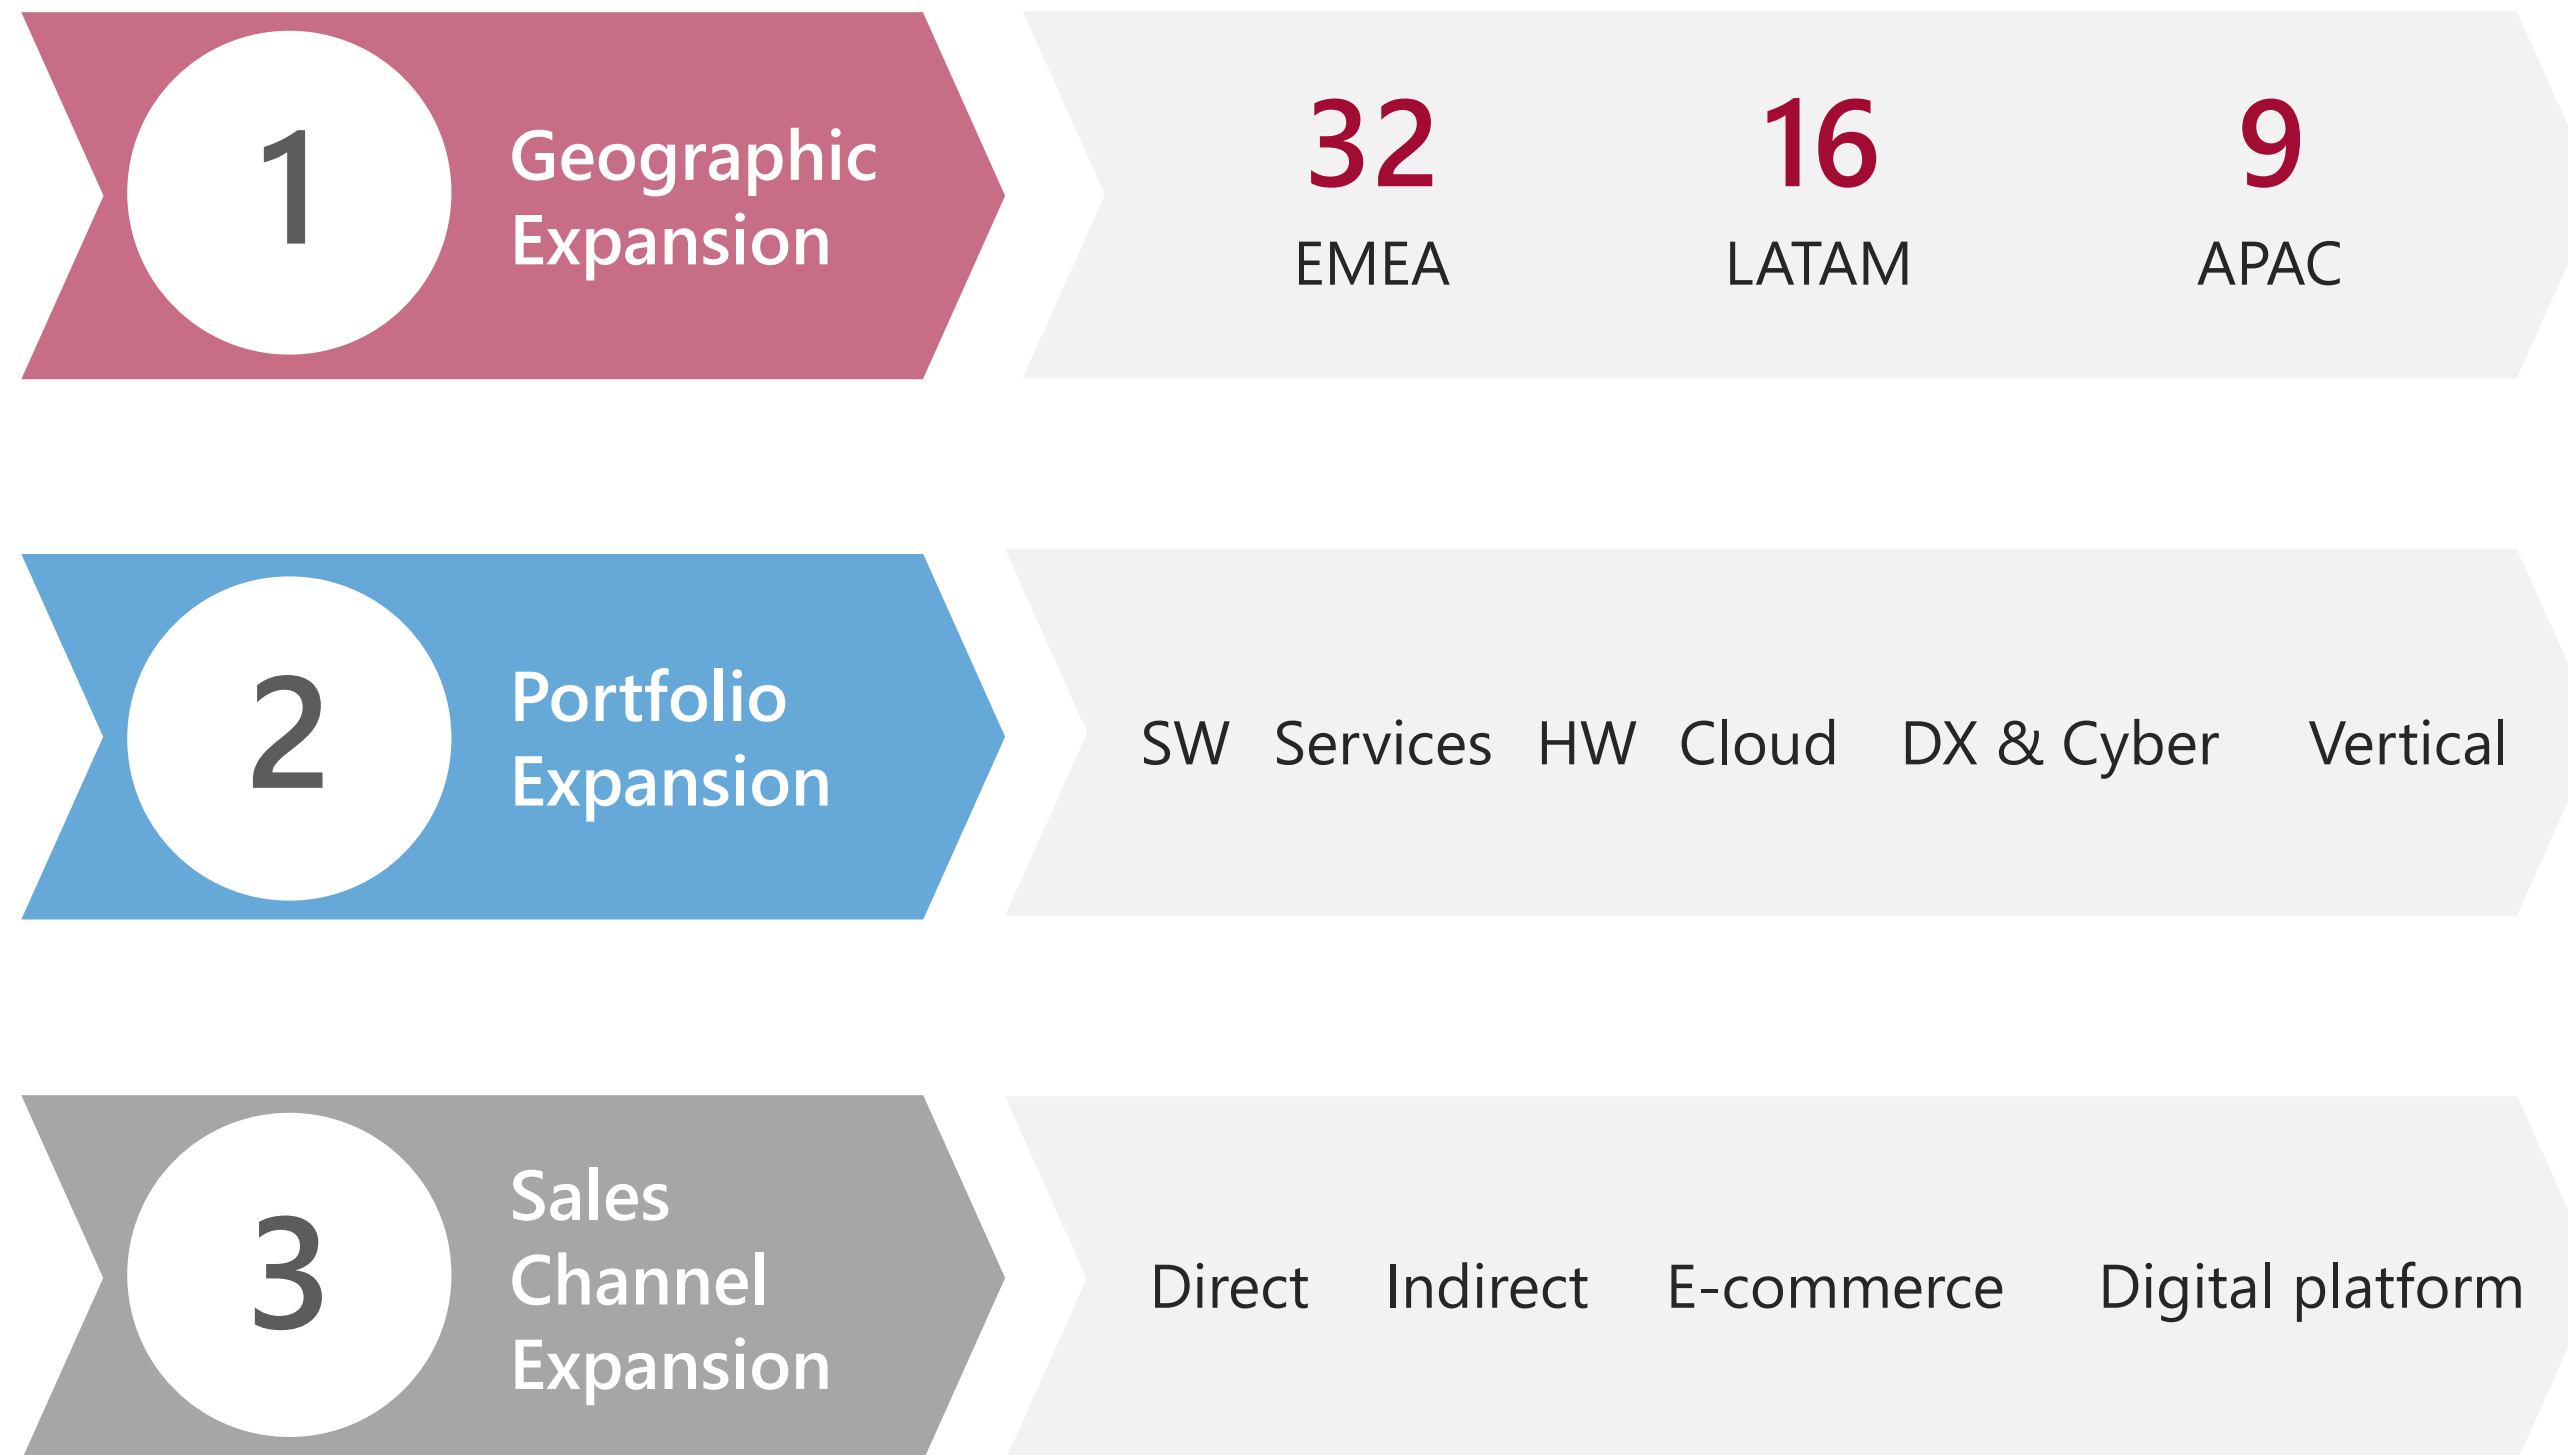 1
Geographic
Expansion
32
16
9
EMEA
LATAM
APAC
2
Portfolio
Expansion
SW Services HW Cloud DX & Cyber Vertical
3
Sales
Channel
Expansion
Direct Indirect E-commerce Digital platform